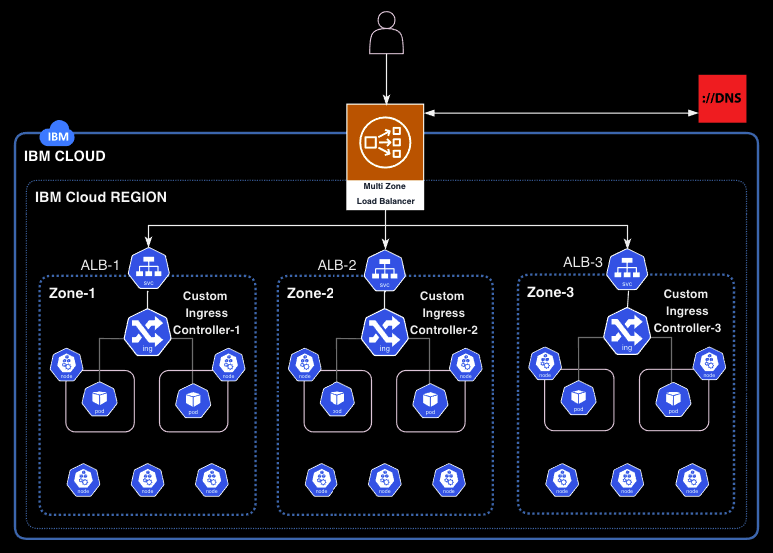 ://DNS
IBM
IBM CLOUD
Multi Zone
Load Balancer
IBM Cloud REGION
ALB-1
svc
ALB-2
svc
ALB-3
svc
Zone-1
Custom
Ingress
Controller-1
ing
Zone-2
Custom
Ingress
Controller-2
ing
Zone-3
Custom
Ingress
Controller-3
ing
node
node
node
node
node
node
pod
pod
pod
pod
pod
pod
node
node
node
node
node
node
node
node
node